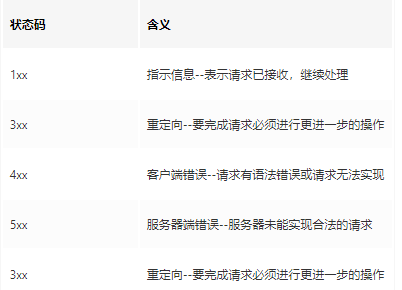 状态码 含义
1xx 指示信息--表示请求已接收，继续处理
3xx 重定向--要完成请求必须进行更进一步的操作
4xx 客户端错误--请求有语法错误或请求无法实现
5xx 服务器端错误--服务器未能实现合法的请求
3xx 重定向--要完成请求必须进行更进一步的操作